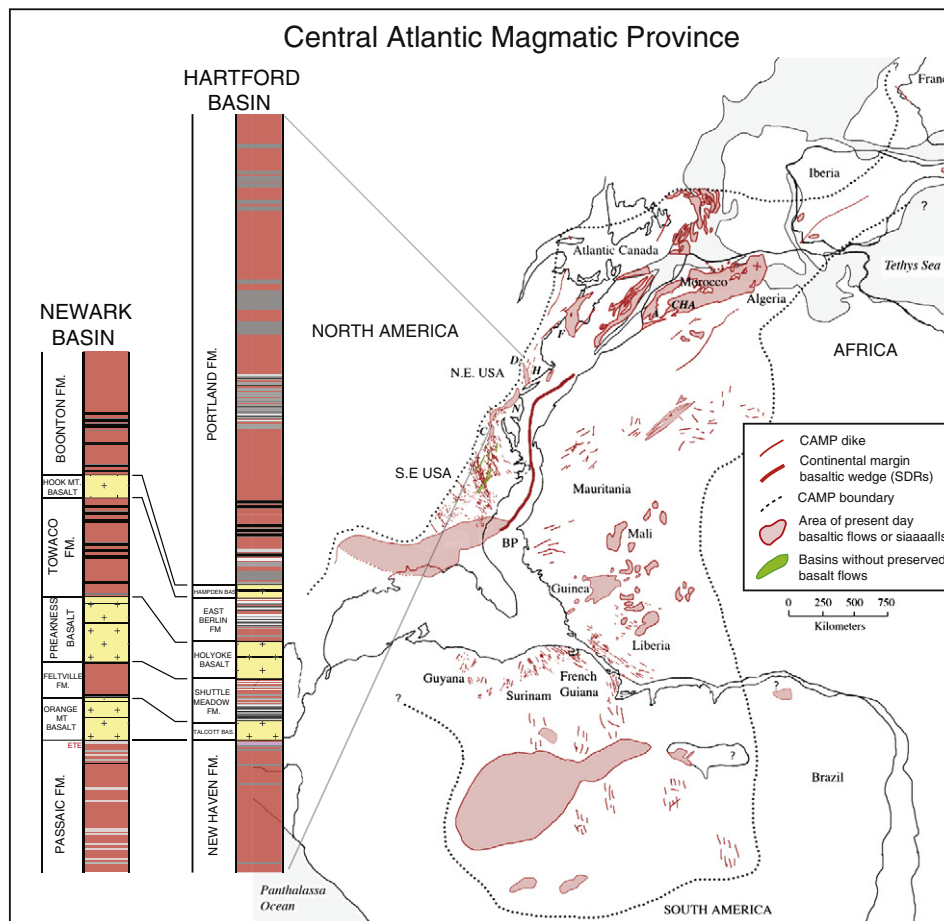 Central Atlantic Magmatic Province
HARTFORD
BASIN
NEWARK
BASIN
BOONTON FM.
HOOK MT.
BASALT
TOWACO
FM.
PREAKNESS
BASALT
FELTVILLE
FM.
ORANGE
MT
BASALT
ETE
PASSAIC FM.
PORTLAND FM.
HAMPDEN BAS
EAST
BERLIN
FM
HOLYOKE
BASALT
SHUTTLE
MEADOW
FM.
TALCOTT BAS.
NEW HAVEN FM.
?
Franc
Iberia
?
Atlantic Canada
Tethys Sea
Morocco
CHA
A
Algeria
NORTH AMERICA
F
AFRICA
D
H
N.E. USA
N
C
S.E USA
Mauritania
BP
Mali
Guinea
Liberia
Guyana
Surinam
French
Guiana
?
?
?
Brazil
Panthalassa
Ocean
SOUTH AMERICA
CAMP dike
Continental margin
basaltic wedge (SDRs)
CAMP boundary
Area of present day
basaltic flows or siaaaalls
Basins without preserved
basalt flows
0 250 500 750
Kilometers